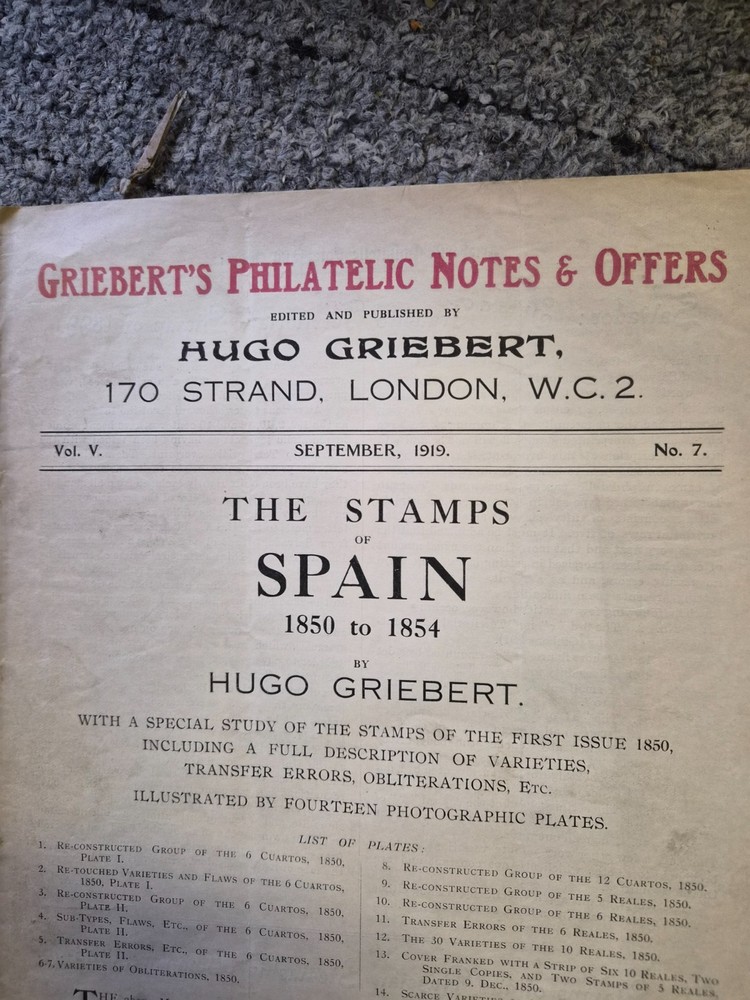 GRIEBERT'S PHILATELIC NOTES & OFFERS
EDITED AND PUBLISHED BY
HUGO GRIEBERT,
170 STRAND, LONDON, W.C. 2.
Vol. V. SEPTEMBER, 1919. No. 7.
THE STAMPS
OF
SPAIN
1850 to 1854
BY
HUGO GRIEBERT.
WITH A SPECIAL STUDY OF THE STAMPS OF THE FIRST ISSUE 1850,
INCLUDING A FULL DESCRIPTION OF VARIETIES,
TRANSFER ERRORS, OBLITERATIONS, ETC.
ILLUSTRATED BY FOURTEEN PHOTOGRAPHIC PLATES.
LIST OF PLATES:
1. RE-CONSTRUCTED GROUP OF THE 6 CUARTOS, 1850,
PLATE I.
2. RE-TOUCHED VARIETIES AND FLAWS OF THE 6 CUARTOS,
1850, PLATE I.
3. RE-CONSTRUCTED GROUP OF THE 6 CUARTOS, 1850,
PLATE II.
4. SUB-TYPES, FLAWS, ETC., OF THE 6 CUARTOS, 1850,
PLATE II.
5. TRANSFER ERRORS, ETC., OF THE 6 CUARTOS, 1850,
PLATE II.
6-7. VARIETIES OF OBLITERATIONS, 1850.
8. RE-CONSTRUCTED GROUP OF THE 12 CUARTOS, 1850.
9. RE-CONSTRUCTED GROUP OF THE 5 REALES, 1850.
10. RE-CONSTRUCTED GROUP OF THE 6 REALES, 1850.
11. TRANSFER ERRORS OF THE 6 REALES, 1850.
12. THE 30 VARIETIES OF THE 10 REALES, 1850.
13. COVER FRANKED WITH A STRIP OF SIX 10 REALES, TWO
SINGLE COPIES, AND TWO STAMPS OF 5 REALES,
DATED 9. DEC., 1850.
14. SCARCE VARIETIES
THE